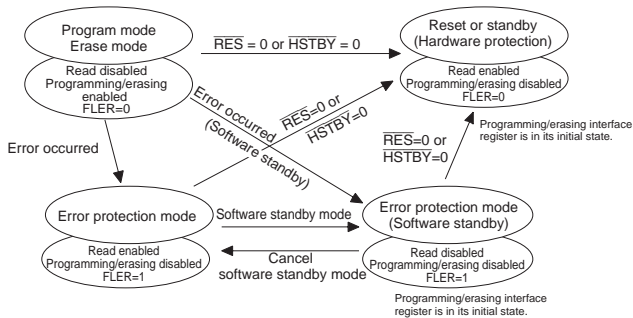 Program mode
Erase mode
RES = 0 or HSTBY = 0
Reset or standby
(Hardware protection)
Read disabled
Programming/erasing
enabled
FLER=0
Read enabled
Programming/erasing disabled
FLER=0
Error occurred
(Software standby)
RES=0 or
HSTBY=0
RES=0 or
HSTBY=0
Programming/erasing interface
register is in its initial state.
Error occurred
Error protection mode
Software standby mode
Error protection mode
(Software standby)
Read enabled
Programming/erasing disabled
FLER=1
Cancel
software standby mode
Read disabled
Programming/erasing disabled
FLER=1
Programming/erasing interface
register is in its initial state.